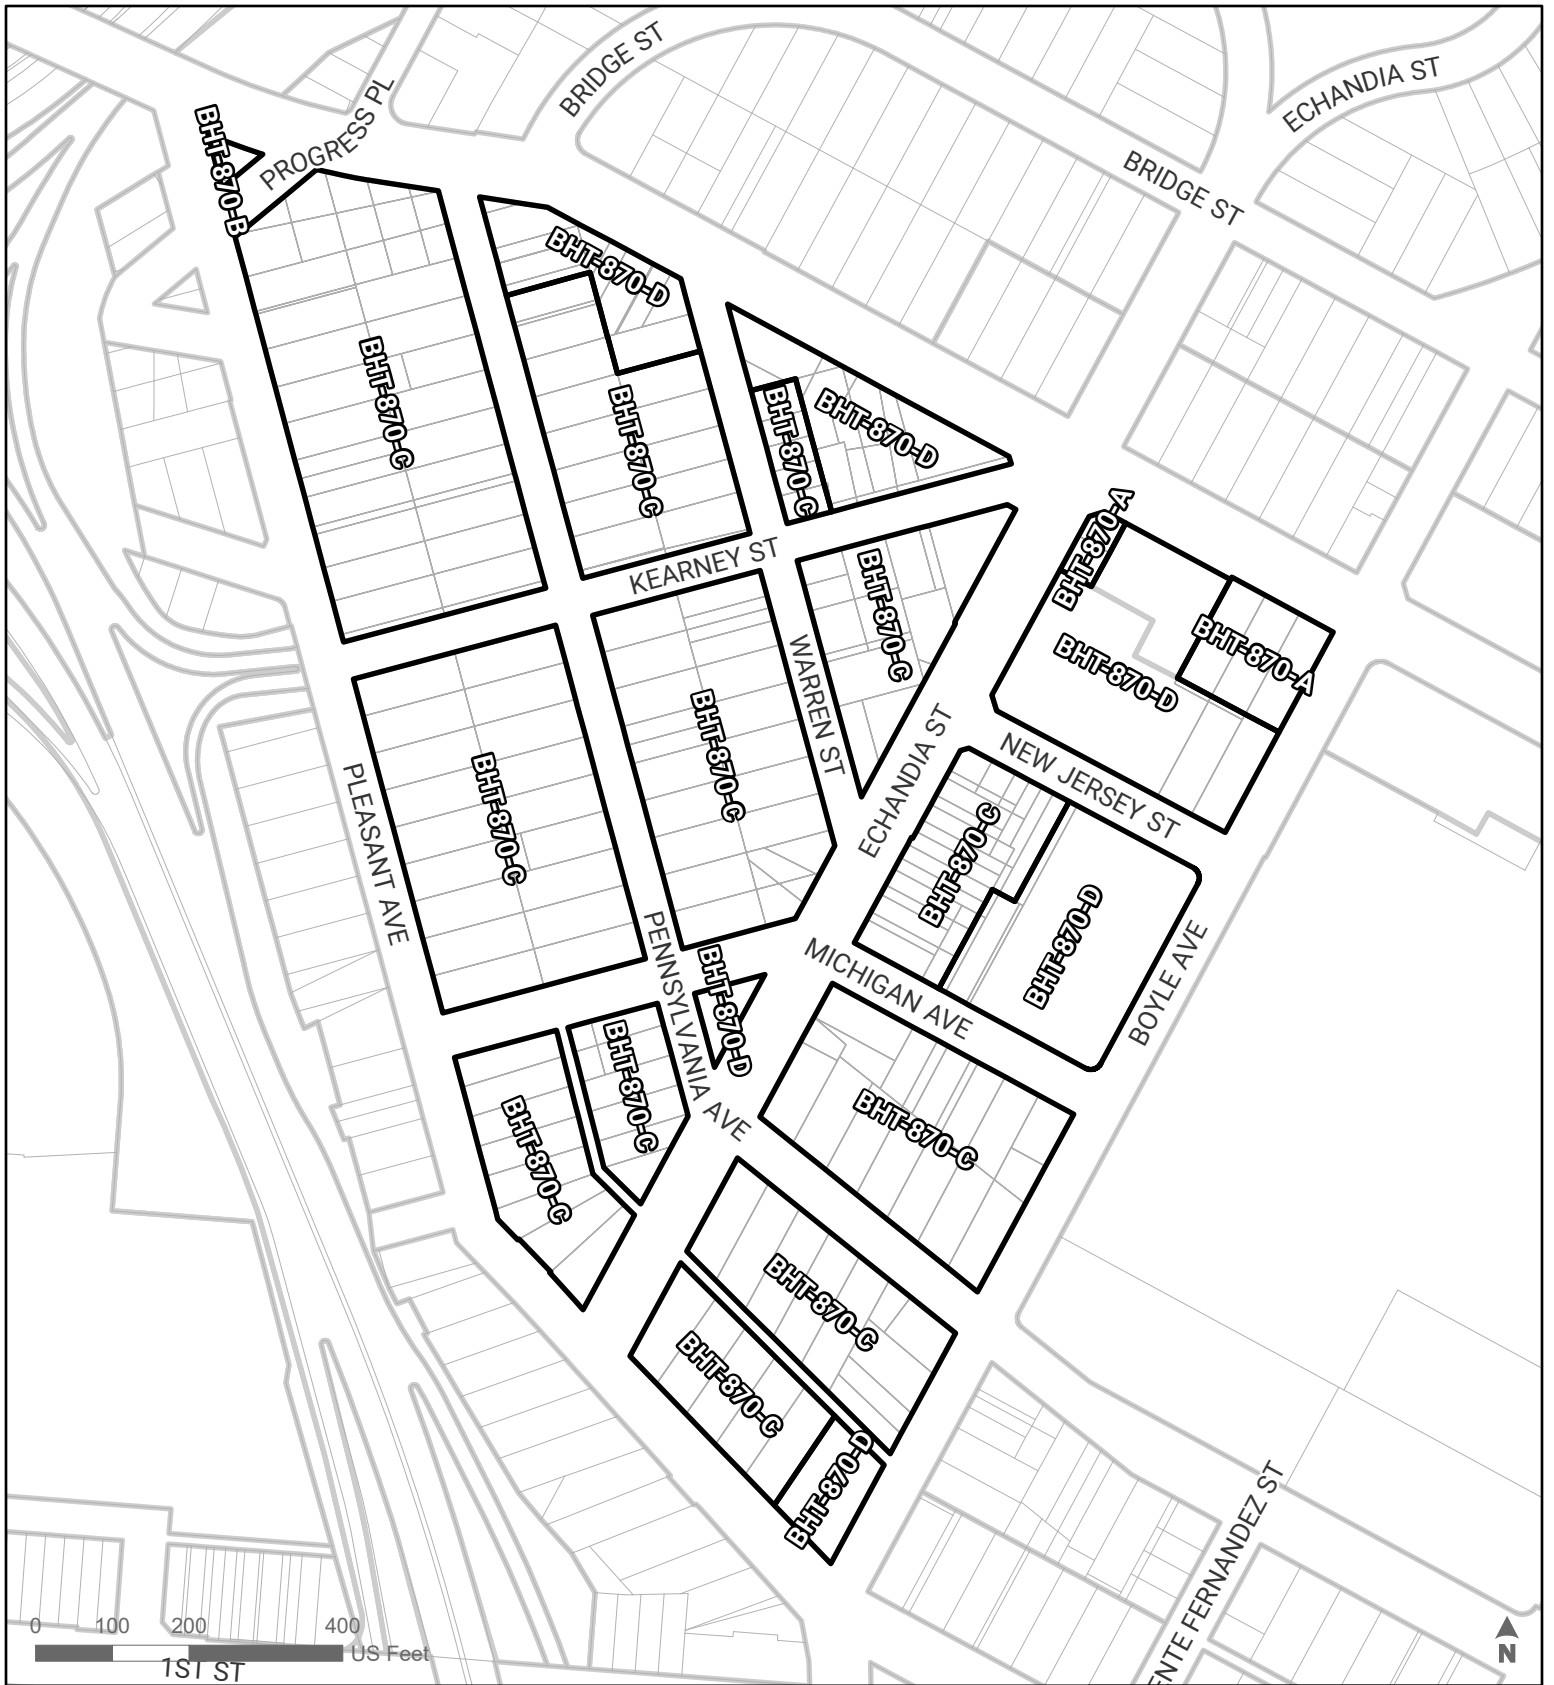 BRIDGE ST
ECHANDIA ST
PROGRESS PL
BHT-870-B
BRIDGE ST
BHT-870-D
BHT-870-C
BHT-870-C
BHT-870-C
BHT-870-D
BHT-870-A
KEARNEY ST
BHT-870-C
BHT-870-A
BHT-870-D
WARREN ST
BHT-870-C
BHT-870-C
ECHANDIA ST
NEW JERSEY ST
PLEASANT AVE
BHT-870-C
BHT-870-D
PENNSYLVANIA AVE
BHT-870-D
MICHIGAN AVE
BOYLE AVE
BHT-870-C
BHT-870-C
BHT-870-C
BHT-870-C
BHT-870-C
BHT-870-D
ENTE FERNANDEZ ST
0 100 200 400
US Feet
1ST ST
N